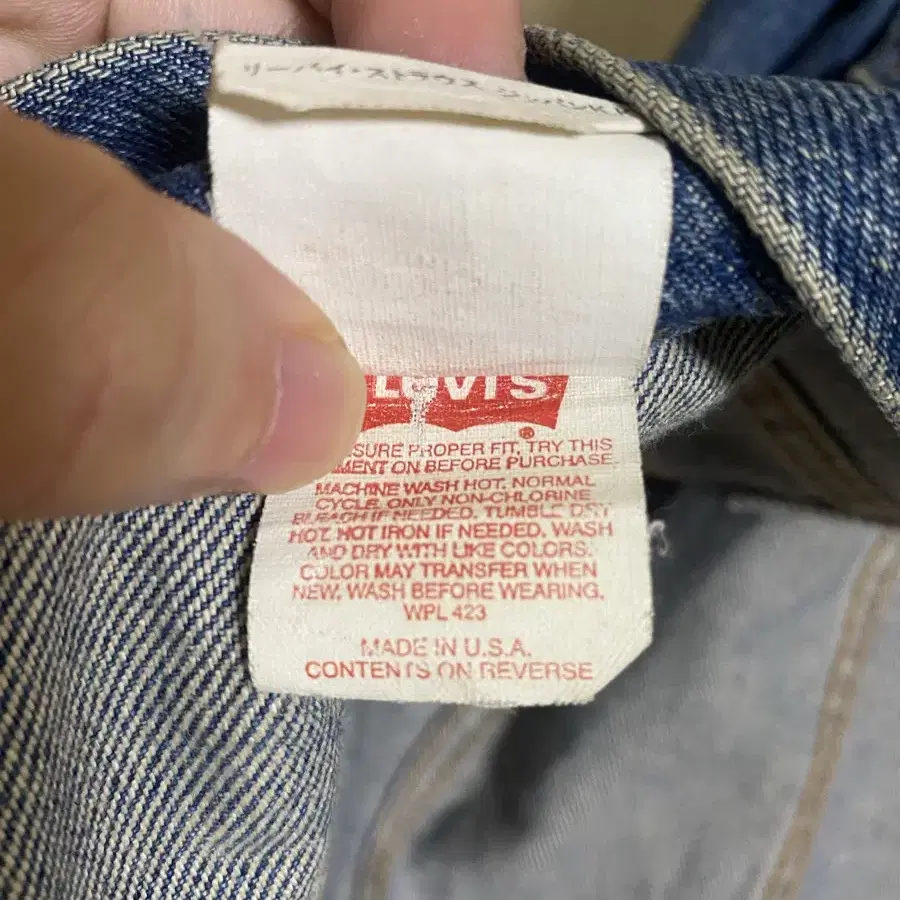 リーバイ・ストラウス ジャパンK
LEVI'S
®
SURE PROPER FIT, TRY THIS
MENT ON BEFORE PURCHASE.
MACHINE WASH HOT, NORMAL
CYCLE. ONLY NON-CHLORINE
BLEACH IF NEEDED. TUMBLE DRY
HOT. HOT IRON IF NEEDED. WASH
AND DRY WITH LIKE COLORS.
COLOR MAY TRANSFER WHEN
NEW, WASH BEFORE WEARING.
WPL 423
MADE IN U.S.A.
CONTENTS ON REVERSE